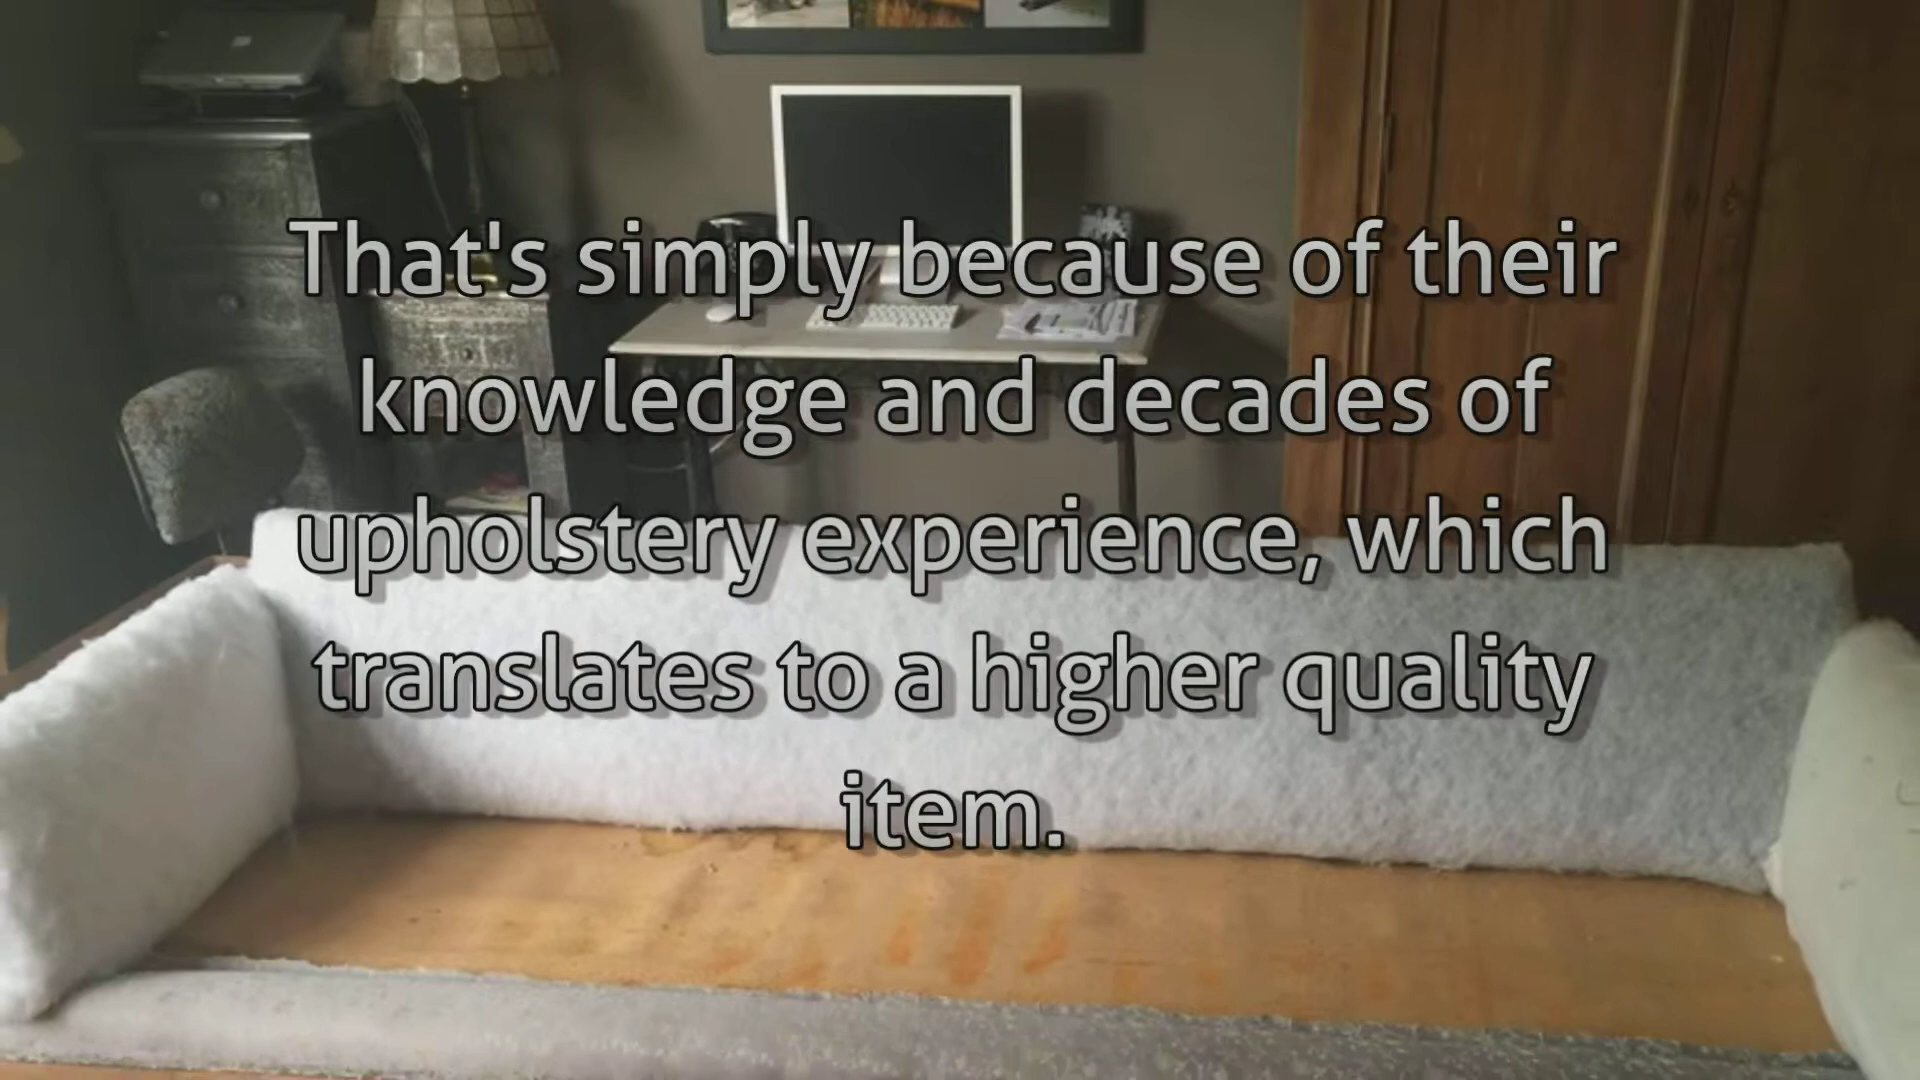 That's simply because of their
knowledge and decades of
upholstery experience, which
translates to a higher quality
item.